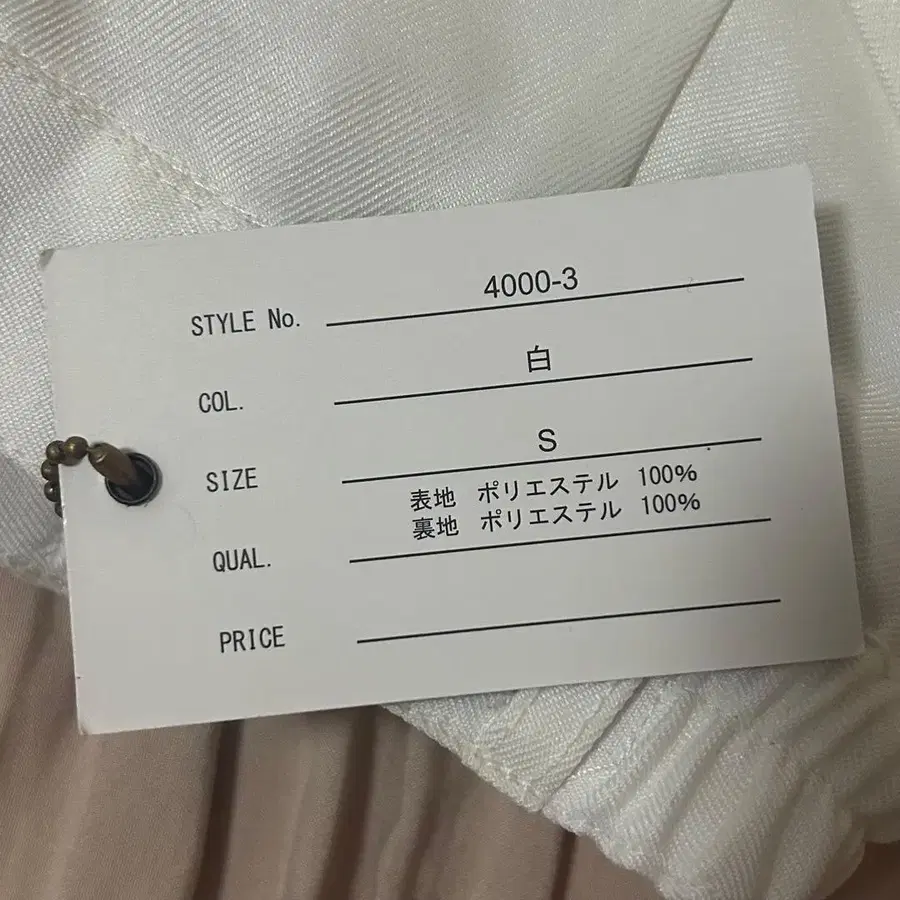 STYLE No. 4000-3
COL. 白
SIZE S
表地 ポリエステル 100%
裏地 ポリエステル 100%
QUAL.
PRICE